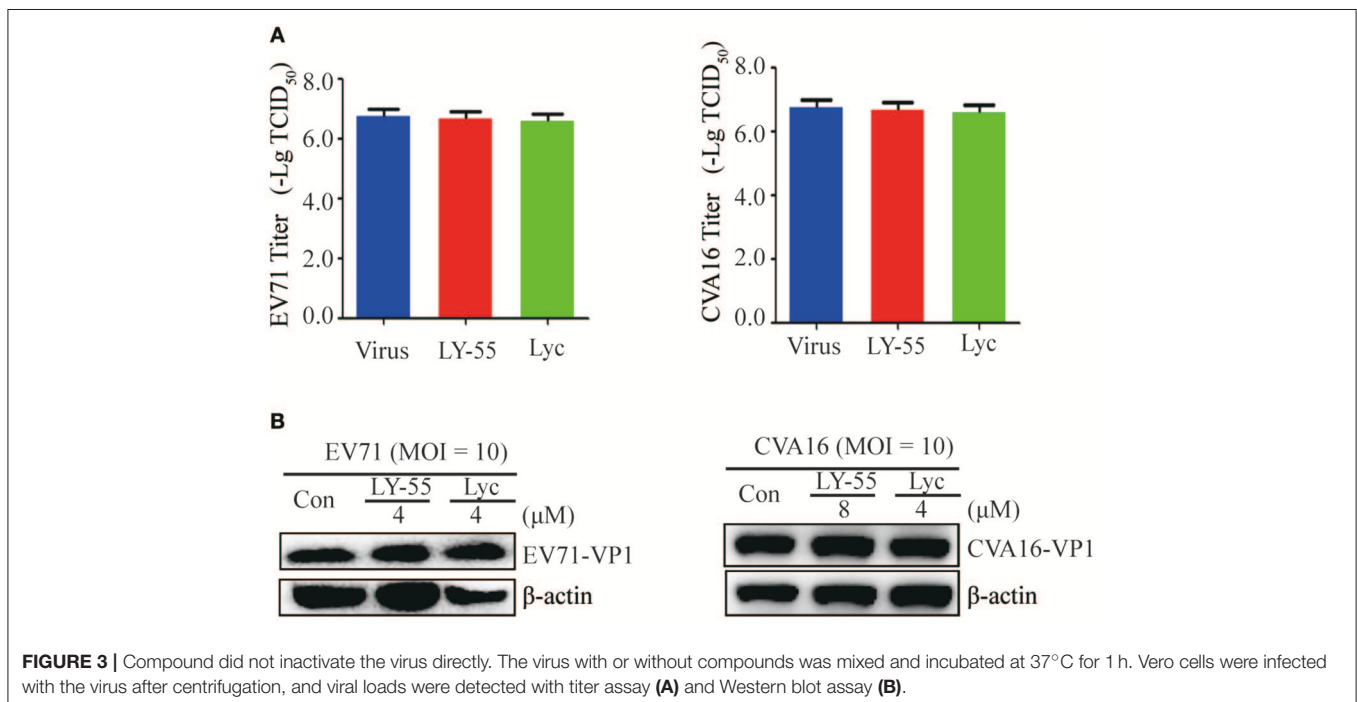 A
EV71 Titer (-Lg TCID₅₀)
8.0
6.0
4.0
2.0
0.0
Virus LY-55 Lyc
CVA16 Titer (-Lg TCID₅₀)
8.0
6.0
4.0
2.0
0.0
Virus LY-55 Lyc
B
EV71 (MOI = 10)
Con LY-55 Lyc
4 4 (μM)
EV71-VP1
β-actin
CVA16 (MOI = 10)
Con LY-55 Lyc
8 4 (μM)
CVA16-VP1
β-actin
FIGURE 3 | Compound did not inactivate the virus directly. The virus with or without compounds was mixed and incubated at 37°C for 1 h. Vero cells were infected
with the virus after centrifugation, and viral loads were detected with titer assay (A) and Western blot assay (B).